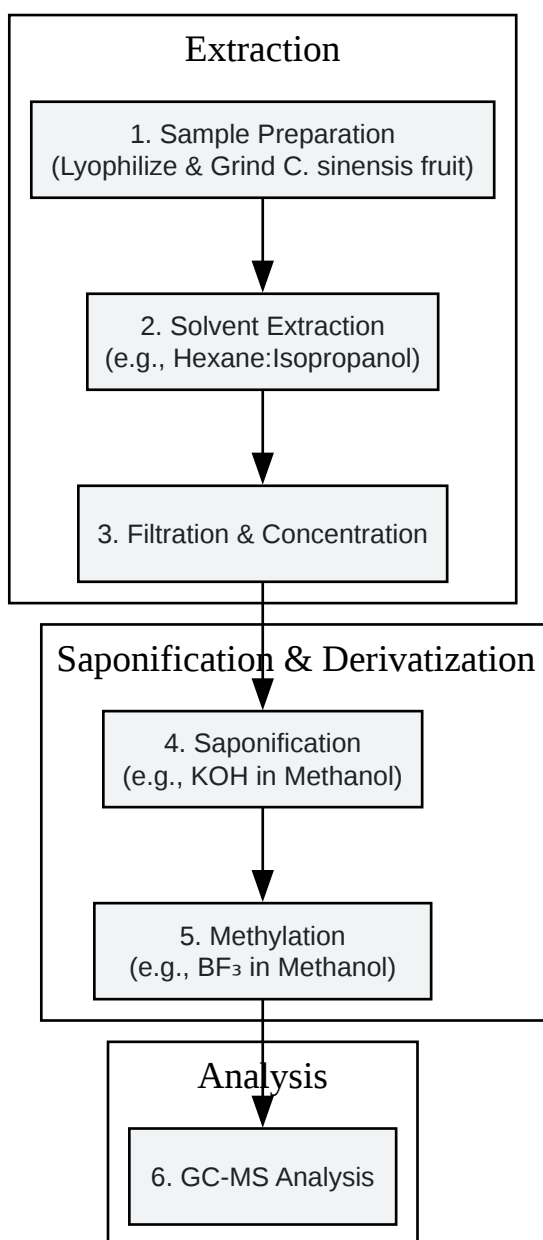 Extraction
1. Sample Preparation
(Lyophilize & Grind C. sinensis fruit)
2. Solvent Extraction
(e.g., Hexane:Isopropanol)
3. Filtration & Concentration
Saponification & Derivatization
4. Saponification
(e.g., KOH in Methanol)
5. Methylation
(e.g., BF₃ in Methanol)
Analysis
6. GC-MS Analysis